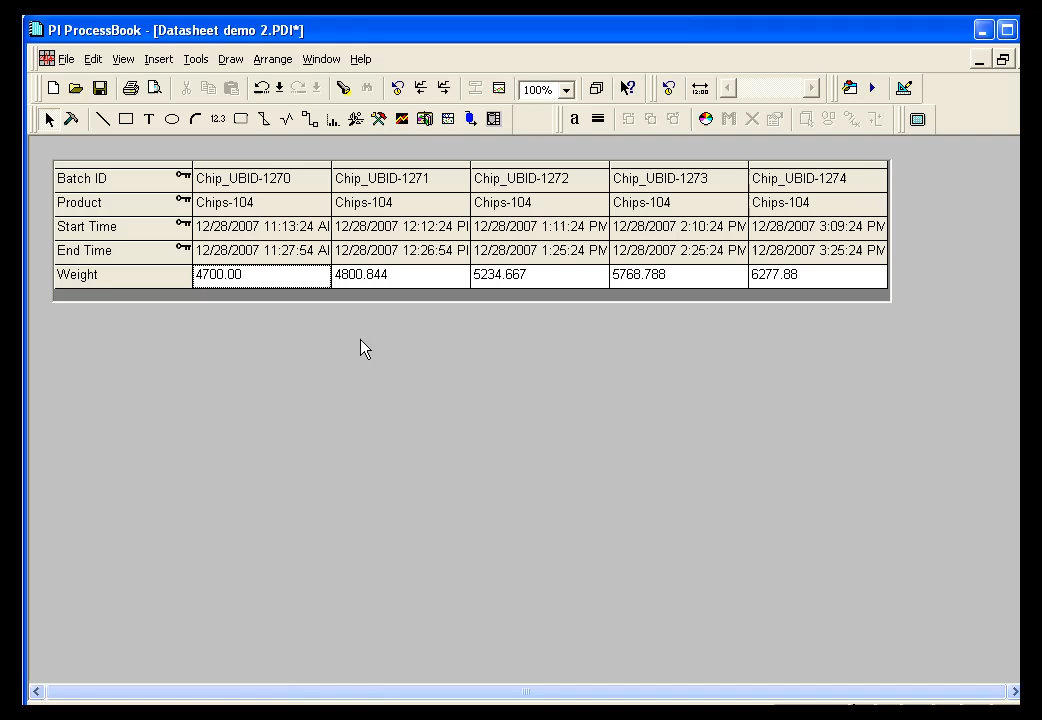 PI ProcessBook - [Datasheet demo 2.PDI*]
File Edit View Insert Tools Draw Arrange Window Help
100% 12:00
T 12.3 a
Batch ID Chip_UBID-1270 Chip_UBID-1271 Chip_UBID-1272 Chip_UBID-1273 Chip_UBID-1274
Product Chips-104 Chips-104 Chips-104 Chips-104 Chips-104
Start Time 12/28/2007 11:13:24 A 12/28/2007 12:12:24 P 12/28/2007 1:11:24 PM 12/28/2007 2:10:24 PM 12/28/2007 3:09:24 PM
End Time 12/28/2007 11:27:54 A 12/28/2007 12:26:54 P 12/28/2007 1:25:24 PM 12/28/2007 2:25:24 PM 12/28/2007 3:25:24 PM
Weight 4700.00 4800.844 5234.667 5768.788 6277.88